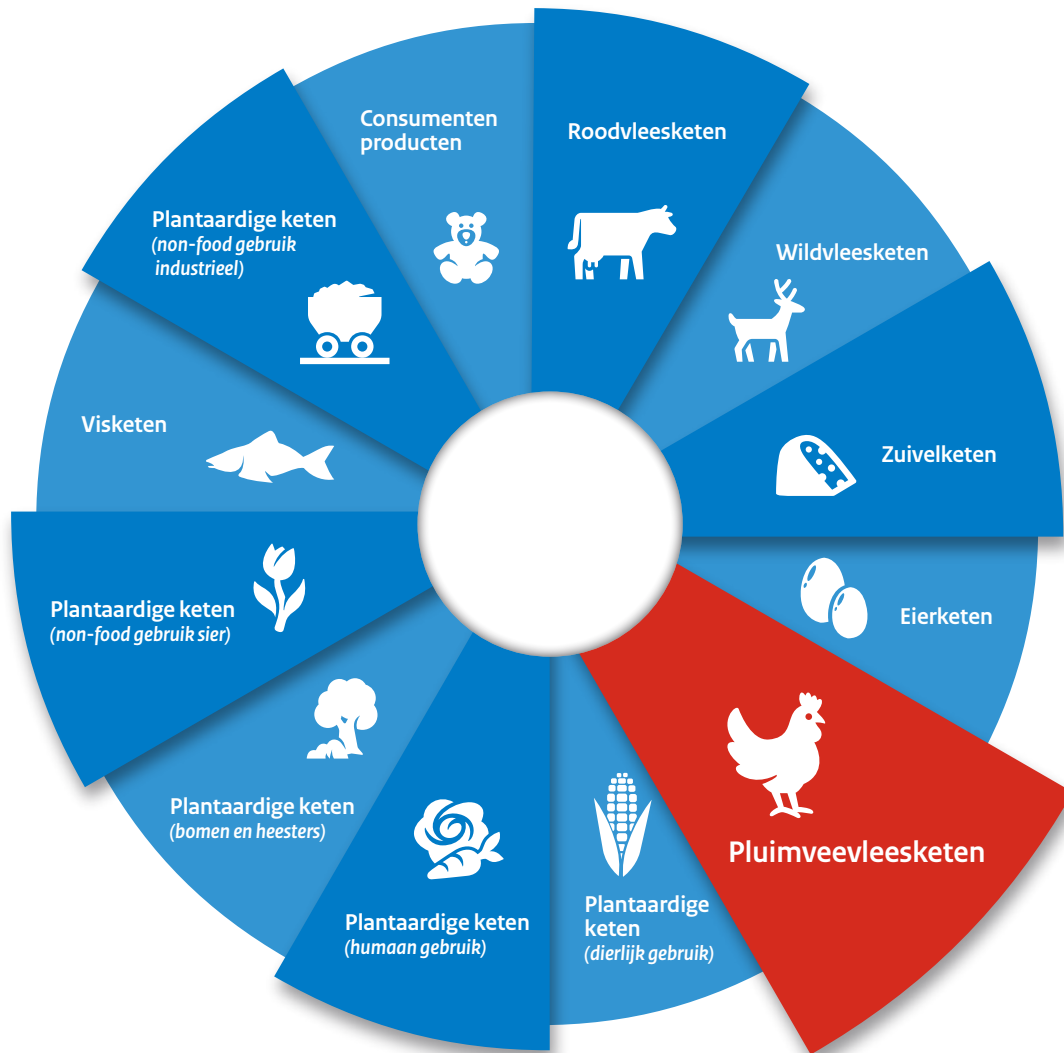 Consumenten
producten
Roodvleesketen
Wildvleesketen
Zuivelketen
Eierketen
Pluimveevleesketen
Plantaardige
keten
(dierlijk gebruik)
Plantaardige keten
(humaan gebruik)
Plantaardige keten
(bomen en heesters)
Plantaardige keten
(non-food gebruik sier)
Visketen
Plantaardige keten
(non-food gebruik
industrieel)